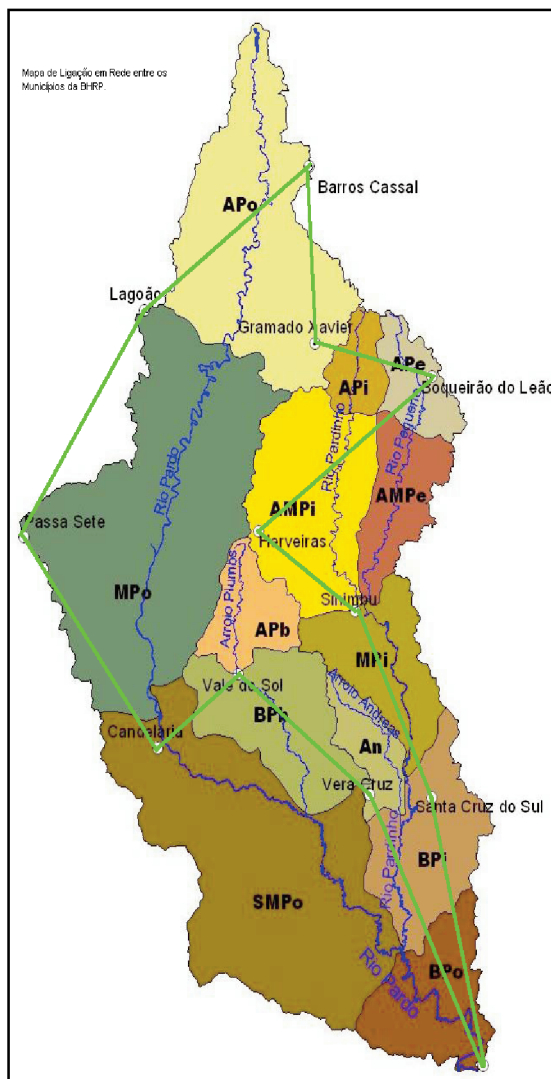 Mapa de Ligação em Rede entre os
Municípios da BHRP.
Barros Cassal
APo
Lagoão
Gramado Xavier
APe
APi
Boqueirão do Leão
Rio Pardinho
Rio Pequeno
Rio Pardo
AMPi
AMPe
Passa Sete
Herveiras
MPo
Arroio Plumbs
Sinimbu
APb
MPi
Vale do Sol
Arroio Andreas
BPb
An
Candelária
Vera Cruz
Santa Cruz do Sul
Rio Pardinho
BPi
SMPo
Rio Pardo
BPo